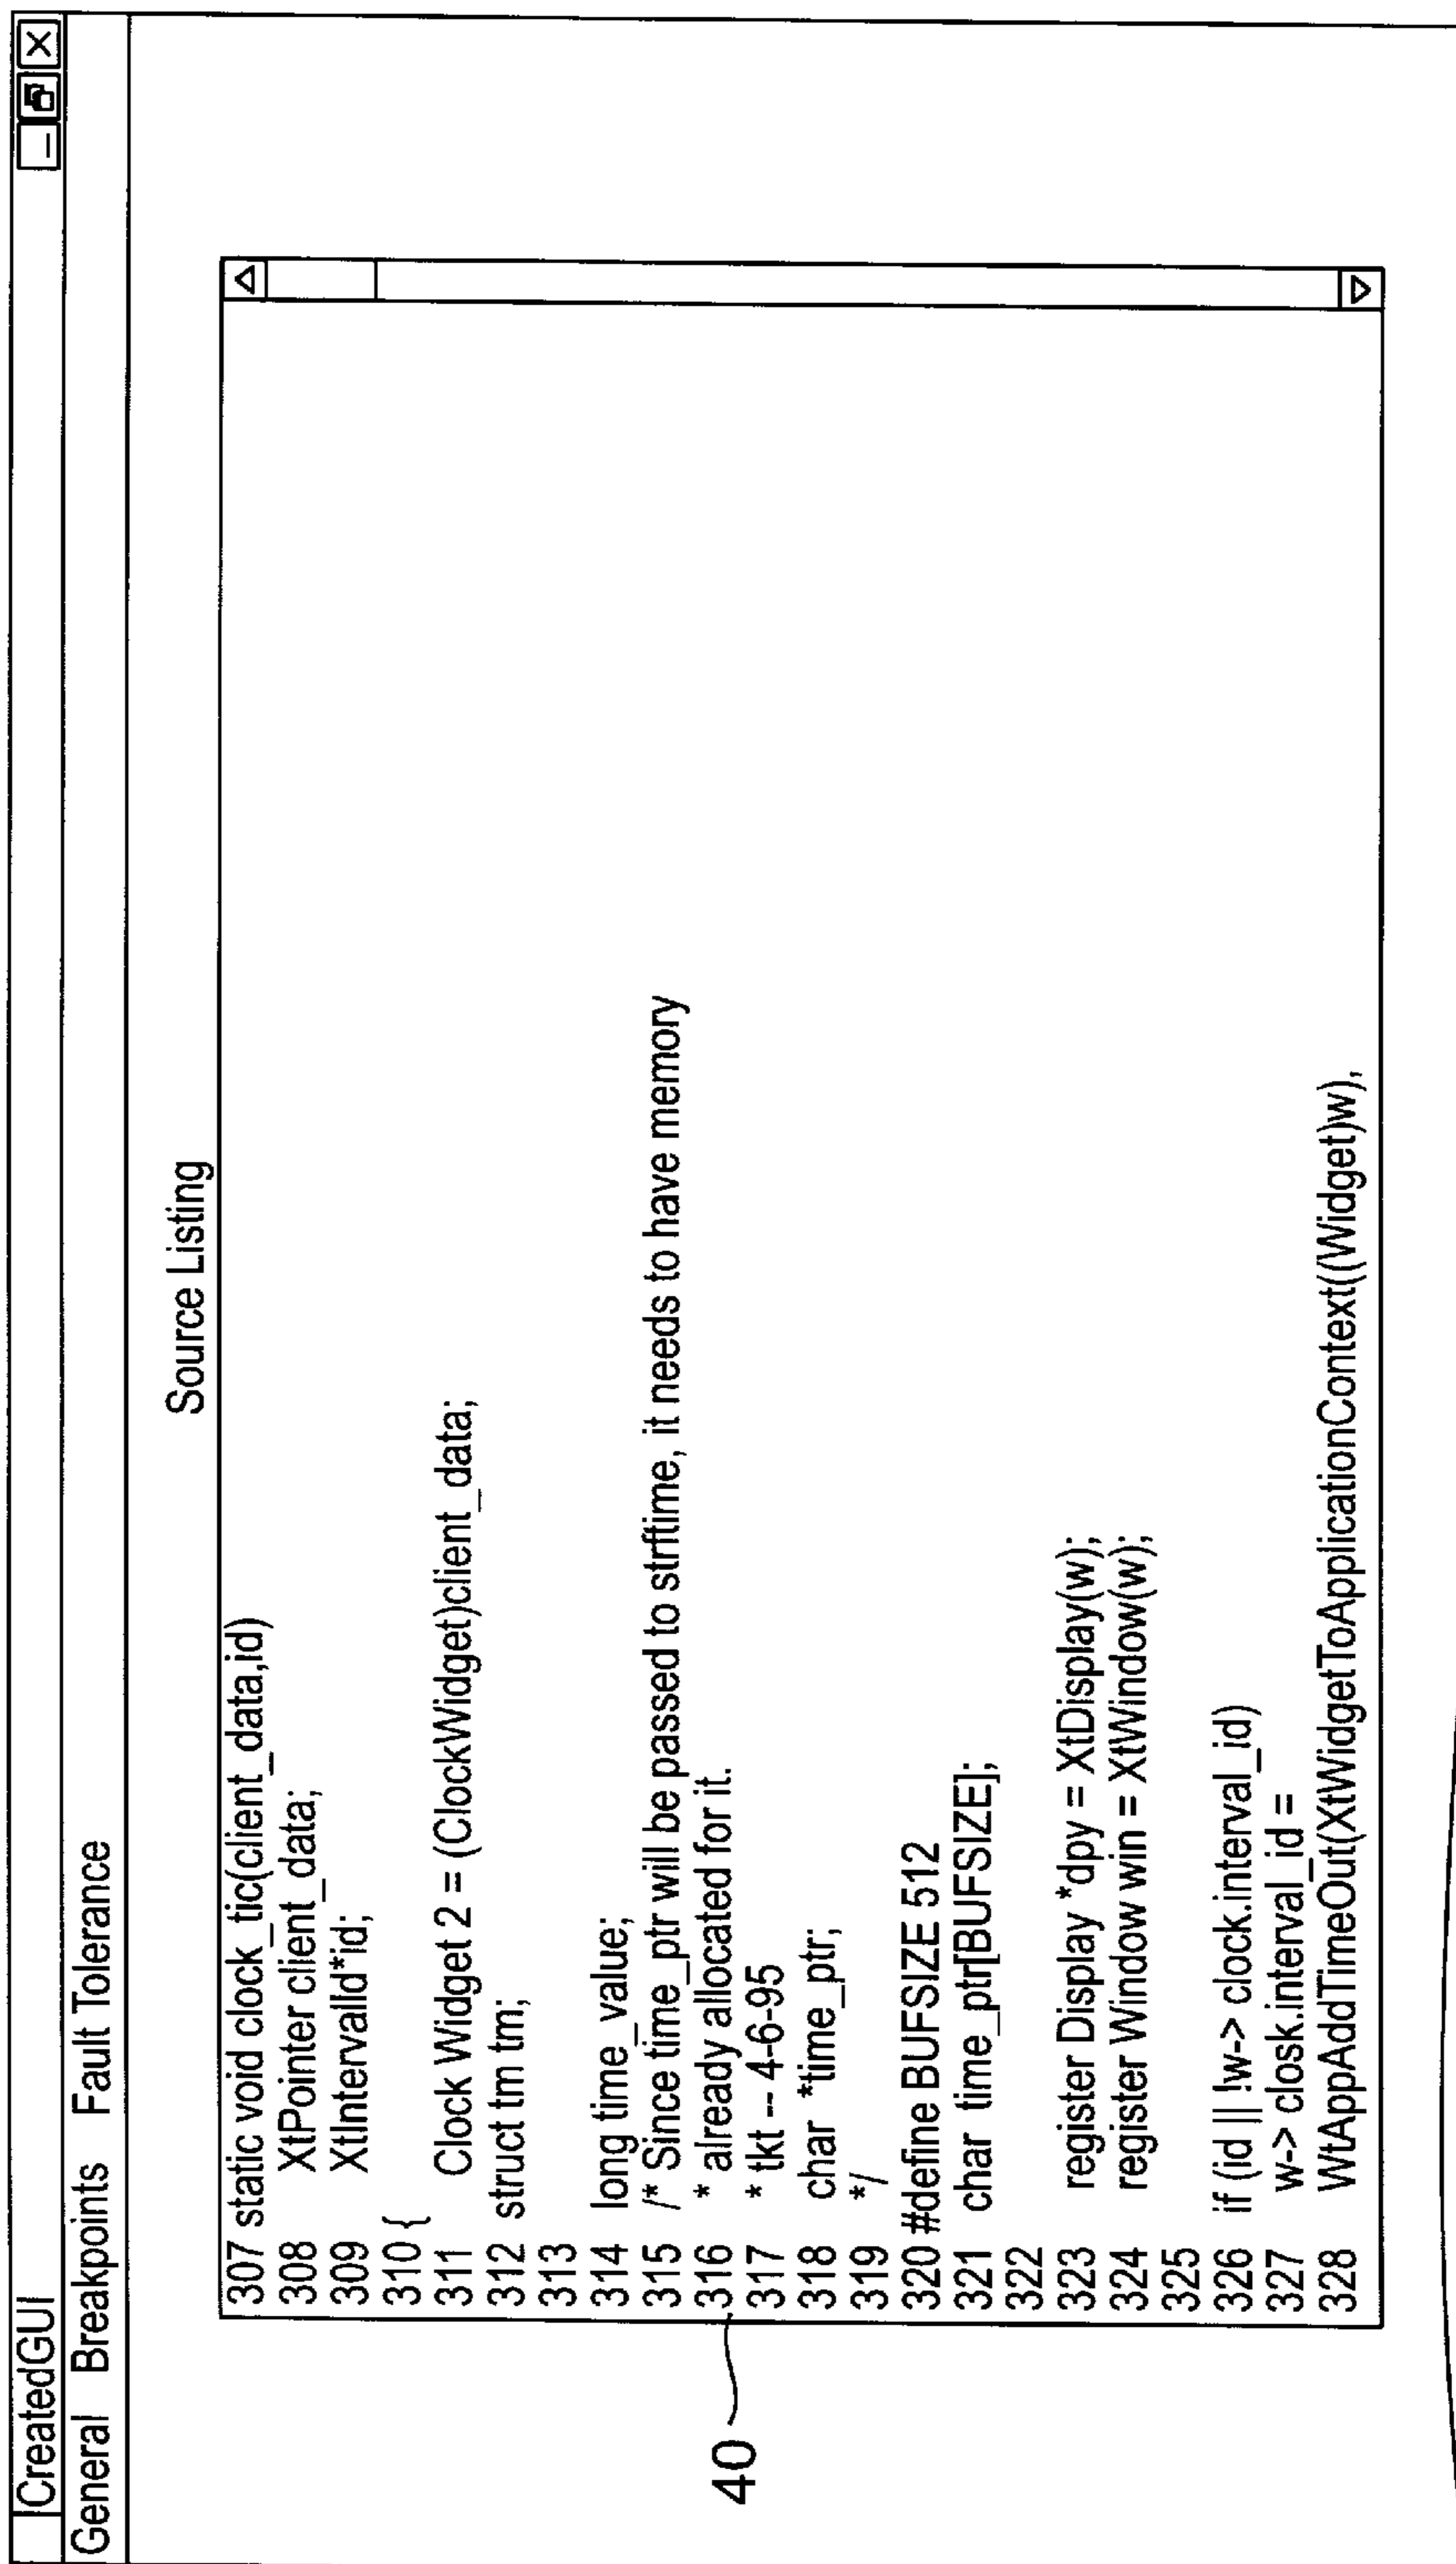 CreatedGUI
General Breakpoints Fault Tolerance
Source Listing
307 static void clock_tic(client_data,id)
308 XtPointer client_data;
309 XtIntervalId*id;
310 {
311 Clock Widget 2 = (ClockWidget)client_data;
312 struct tm tm;
313
314 long time_value;
315 /* Since time_ptr will be passed to strftime, it needs to have memory
316 * already allocated for it.
317 * tkt -- 4-6-95
318 char *time_ptr;
319 */
320 #define BUFSIZE 512
321 char time_ptr[BUFSIZE];
322
323 register Display *dpy = XtDisplay(w);
324 register Window win = XtWindow(w);
325
326 if (id || !w-> clock.interval_id)
327 w-> closk.interval_id =
328 WtAppAddTimeOut(XtWidgetToApplicationContext((Widget)w),
40